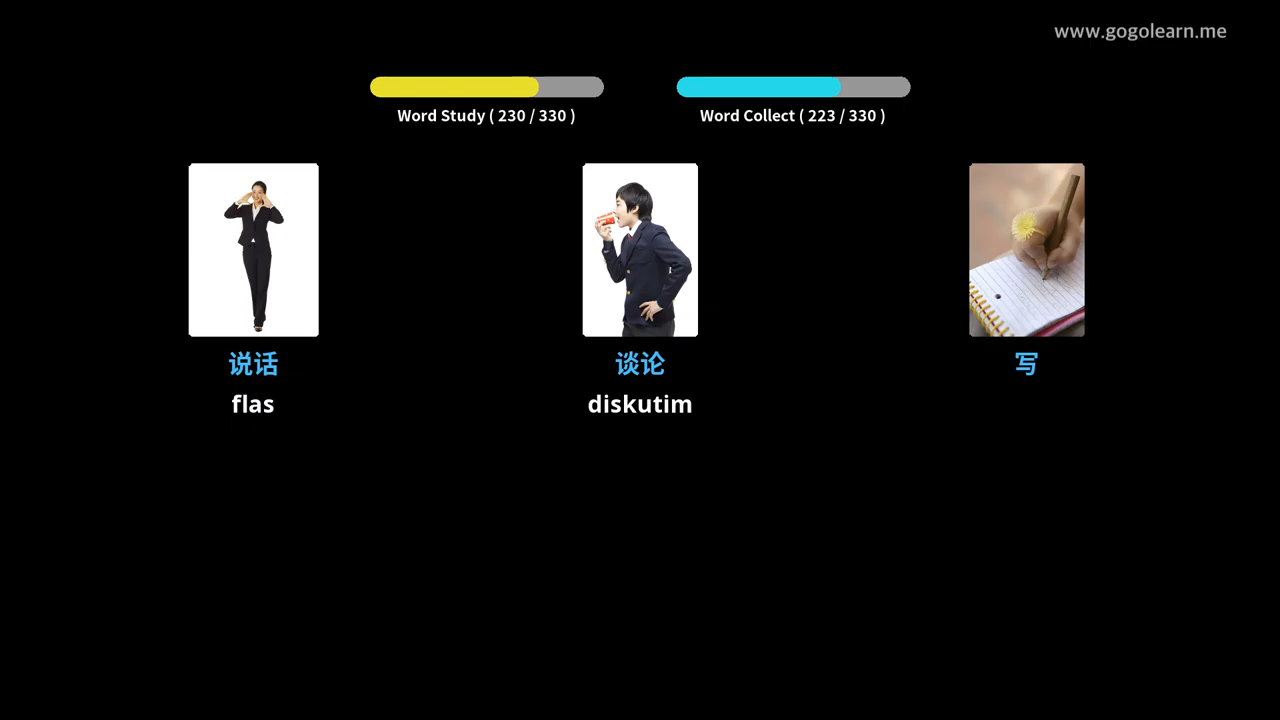 www.gogolearn.me
Word Study ( 230 / 330 )
Word Collect ( 223 / 330 )
说话
谈论
写
flas
diskutim